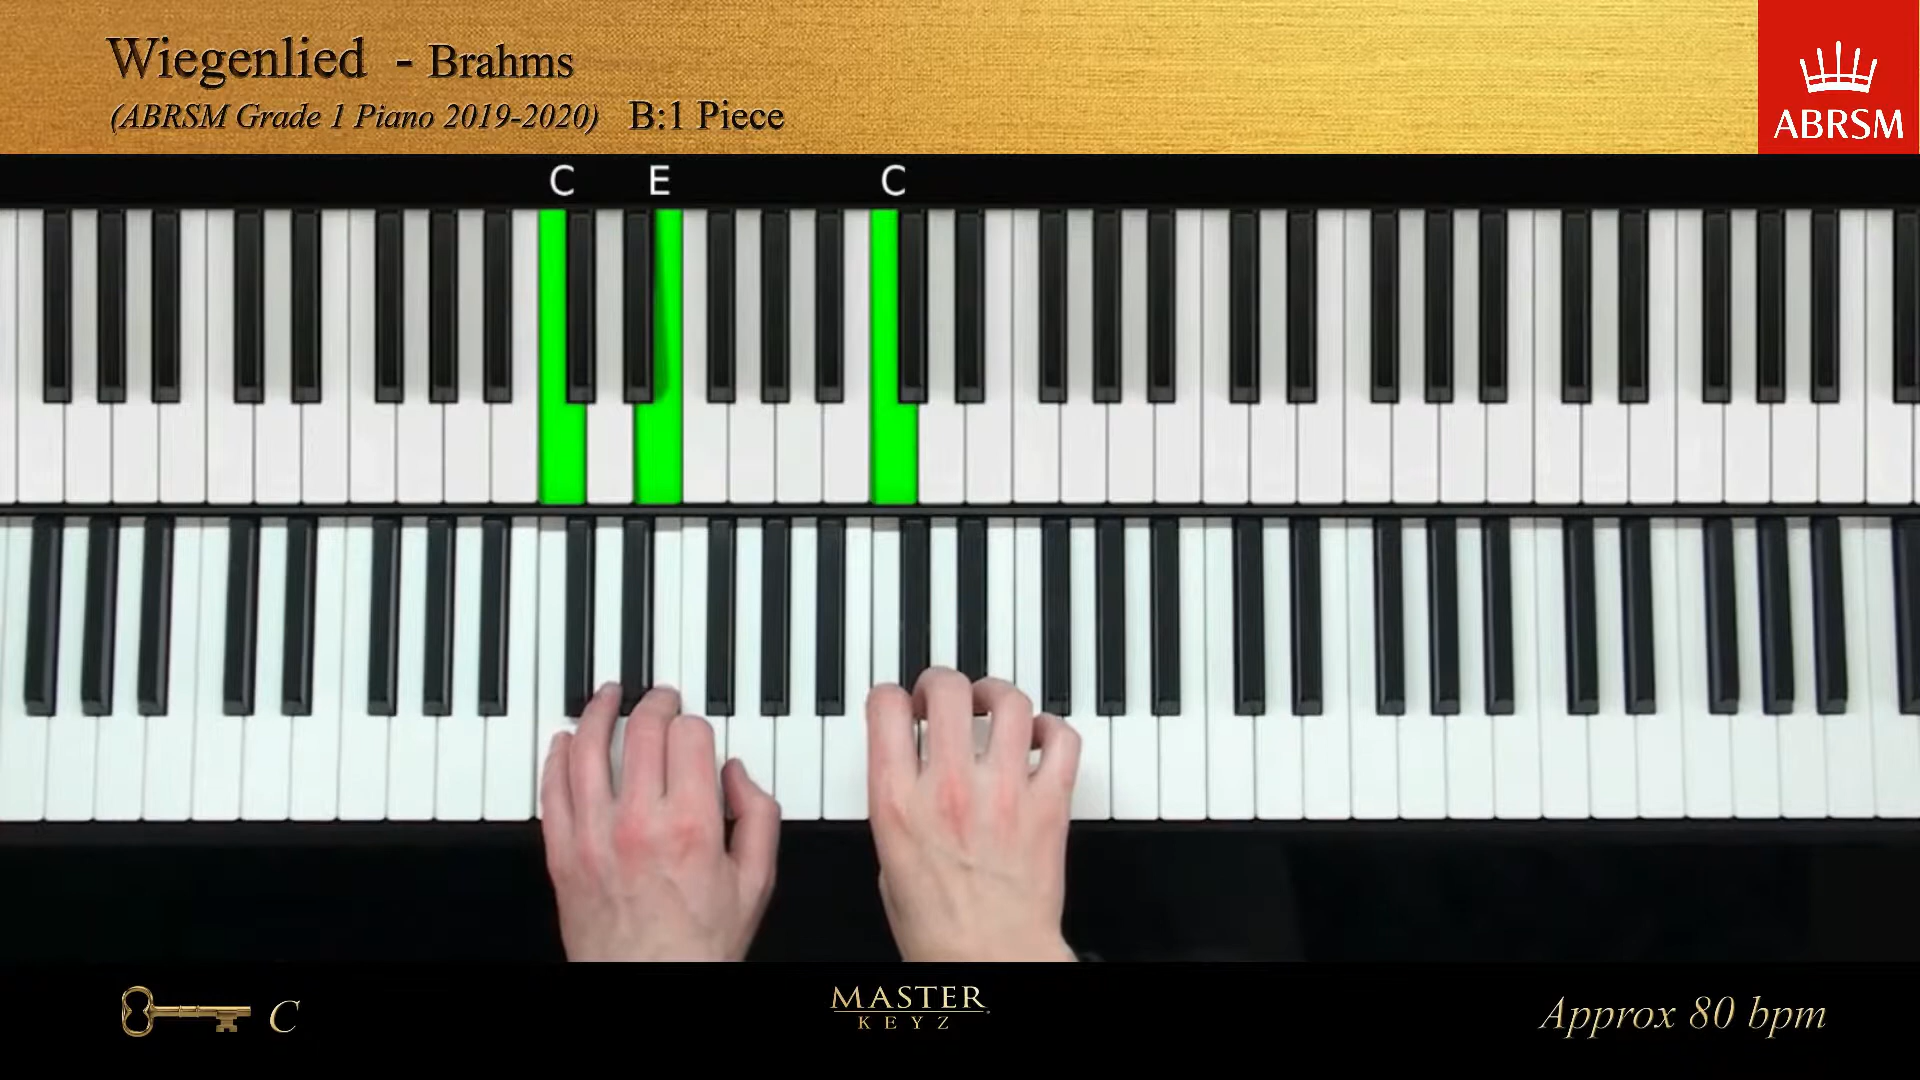 Wiegenlied - Brahms
(ABRSM Grade 1 Piano 2019-2020) B:1 Piece
ABRSM
C E C
C
MASTER
KEYZ
Approx 80 bpm